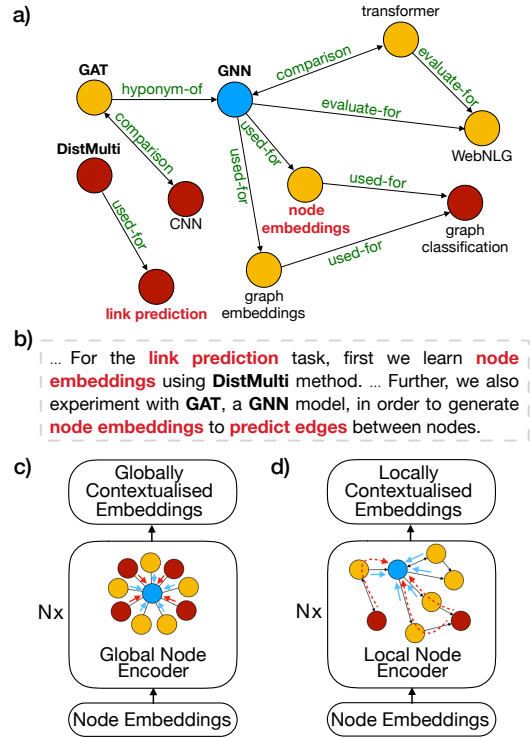 a)
transformer
GAT
GNN
comparison
hyponym-of
evaluate-for
evaluate-for
comparison
used-for
WebNLG
DistMulti
used-for
used-for
CNN
node
embeddings
graph
classification
used-for
used-for
link prediction
graph
embeddings
b)
... For the link prediction task, first we learn node
embeddings using DistMulti method. ... Further, we also
experiment with GAT, a GNN model, in order to generate
node embeddings to predict edges between nodes.
c)
d)
Globally
Contextualised
Embeddings
Locally
Contextualised
Embeddings
Nx
Global Node
Encoder
Nx
Local Node
Encoder
Node Embeddings
Node Embeddings